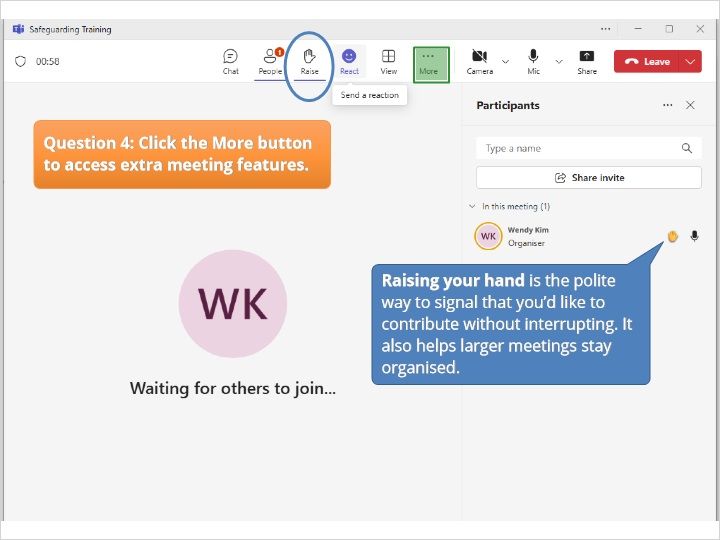 Safeguarding Training
00:58
Chat
People
1
Raise
React
View
More
Camera
Mic
Share
Leave
Send a reaction
Participants
Question 4: Click the More button
to access extra meeting features.
Type a name
Share invite
In this meeting (1)
WK
Wendy Kim
Organiser
WK
Waiting for others to join...
Raising your hand is the polite
way to signal that you’d like to
contribute without interrupting. It
also helps larger meetings stay
organised.